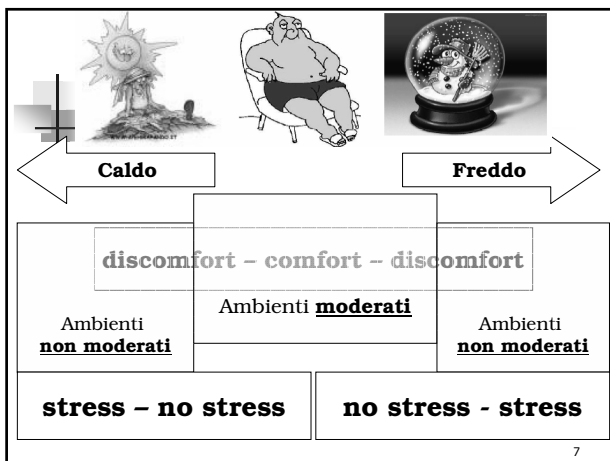 Caldo
Freddo
discomfort – comfort – discomfort
Ambienti moderati
Ambienti
non moderati
Ambienti
non moderati
stress – no stress
no stress - stress
7